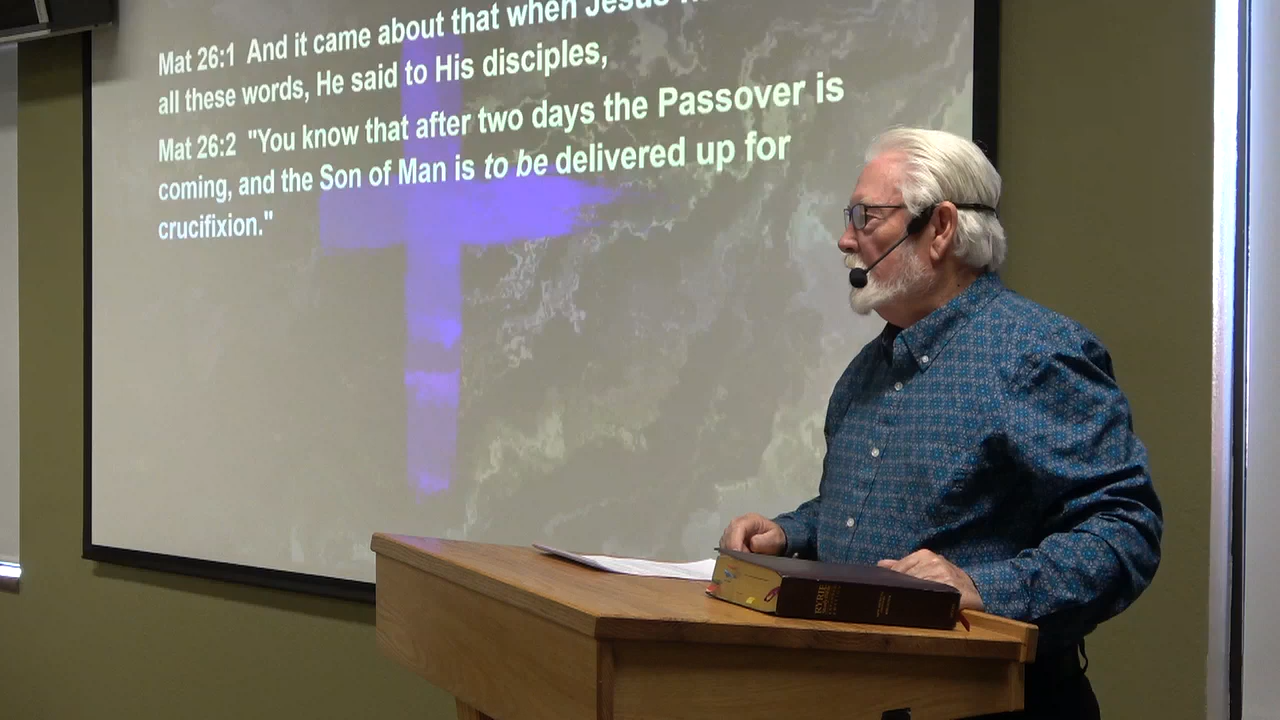 Mat 26:1 And it came about that when Jesus
all these words, He said to His disciples,
Mat 26:2 "You know that after two days the Passover is
coming, and the Son of Man is to be delivered up for
crucifixion."
RYRIE